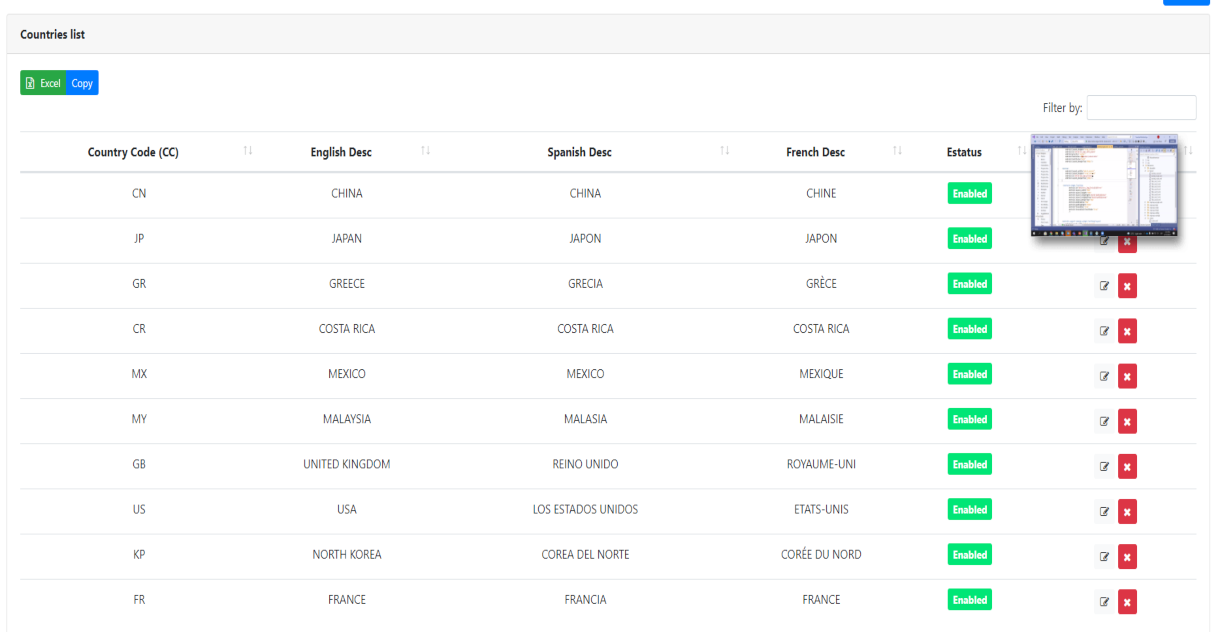 Countries list
Excel Copy
Filter by:
Country Code (CC) English Desc Spanish Desc French Desc Estatus
CN CHINA CHINA CHINE Enabled
JP JAPAN JAPON JAPON Enabled
GR GREECE GRECIA GRÈCE Enabled
CR COSTA RICA COSTA RICA COSTA RICA Enabled
MX MEXICO MEXICO MEXIQUE Enabled
MY MALAYSIA MALASIA MALAISIE Enabled
GB UNITED KINGDOM REINO UNIDO ROYAUME-UNI Enabled
US USA LOS ESTADOS UNIDOS ETATS-UNIS Enabled
KP NORTH KOREA COREA DEL NORTE CORÉE DU NORD Enabled
FR FRANCE FRANCIA FRANCE Enabled